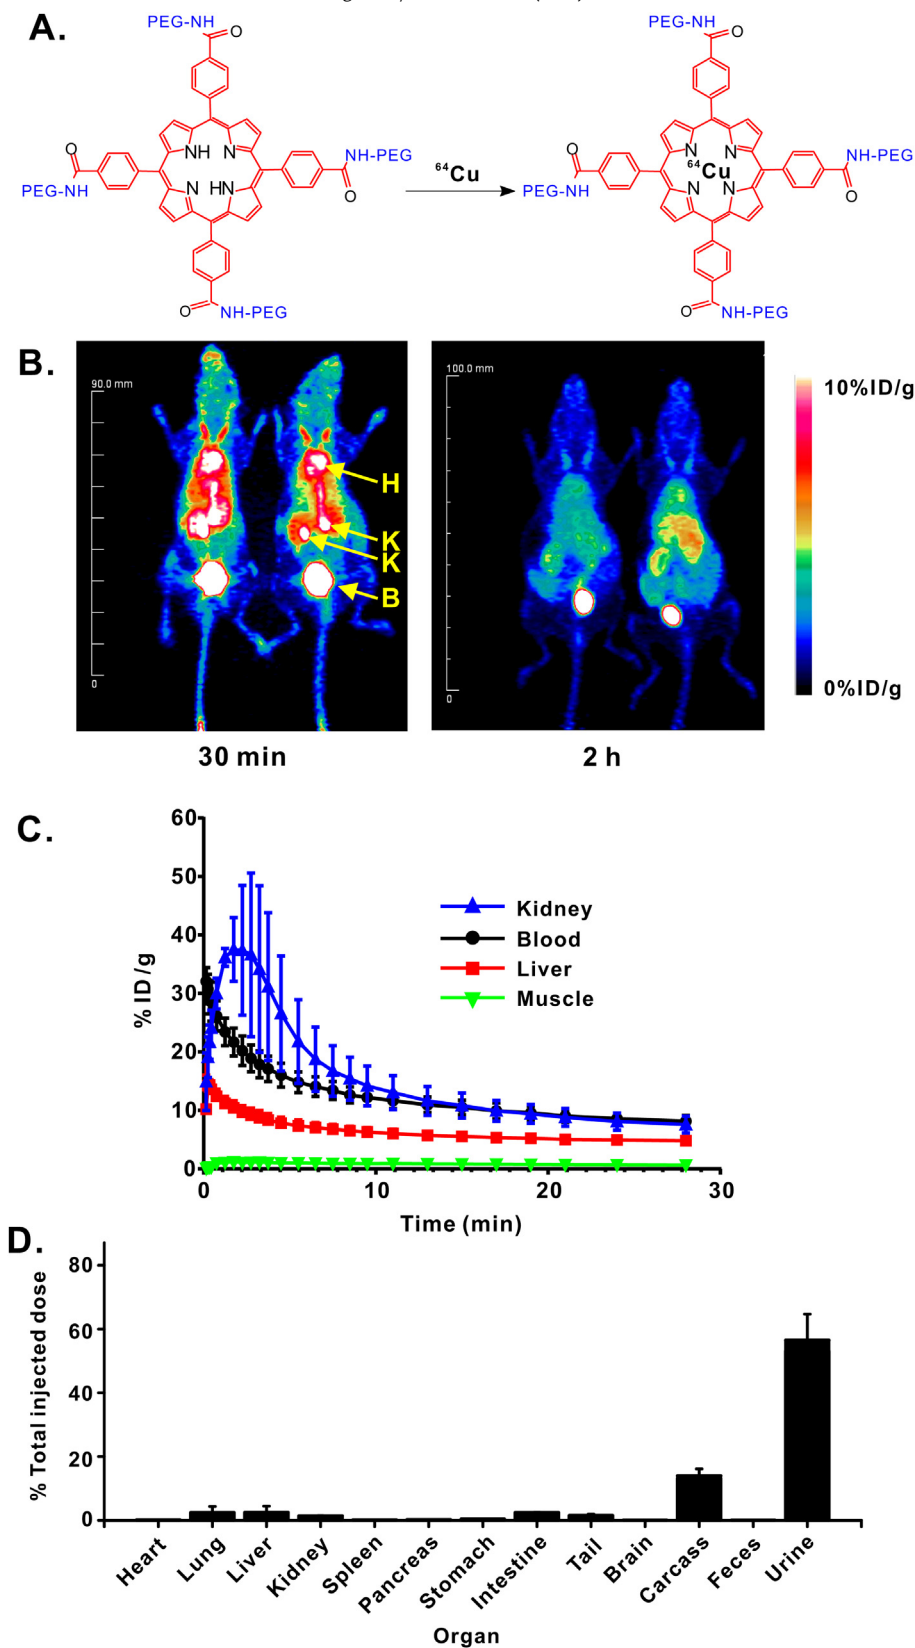 A.
PEG-NH
O
NH
N
N
HN
O
PEG-NH
NH-PEG
O
O
NH-PEG
64Cu
PEG-NH
O
N
N
64Cu
N
N
O
PEG-NH
NH-PEG
O
O
NH-PEG
B.
90.0 mm
0
H
K
K
B
30 min
100.0 mm
0
2 h
10%ID/g
0%ID/g
C.
60
50
40
30
20
10
0
% ID/g
Kidney
Blood
Liver
Muscle
0
10
20
30
Time (min)
D.
80
60
40
20
0
% Total injected dose
Heart
Lung
Liver
Kidney
Spleen
Pancreas
Stomach
Intestine
Tail
Brain
Carcass
Feces
Urine
Organ